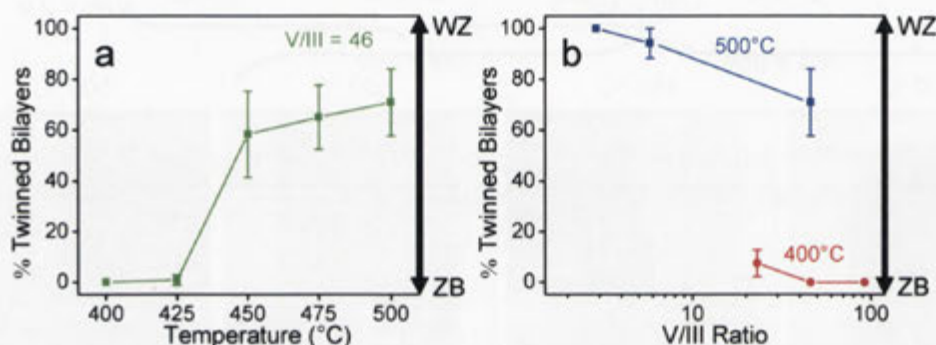 a
V/III = 46
WZ
ZB
% Twinned Bilayers
100
80
60
40
20
0
400 425 450 475 500
Temperature (°C)
b
500°C
400°C
WZ
ZB
% Twinned Bilayers
100
80
60
40
20
0
10 100
V/III Ratio